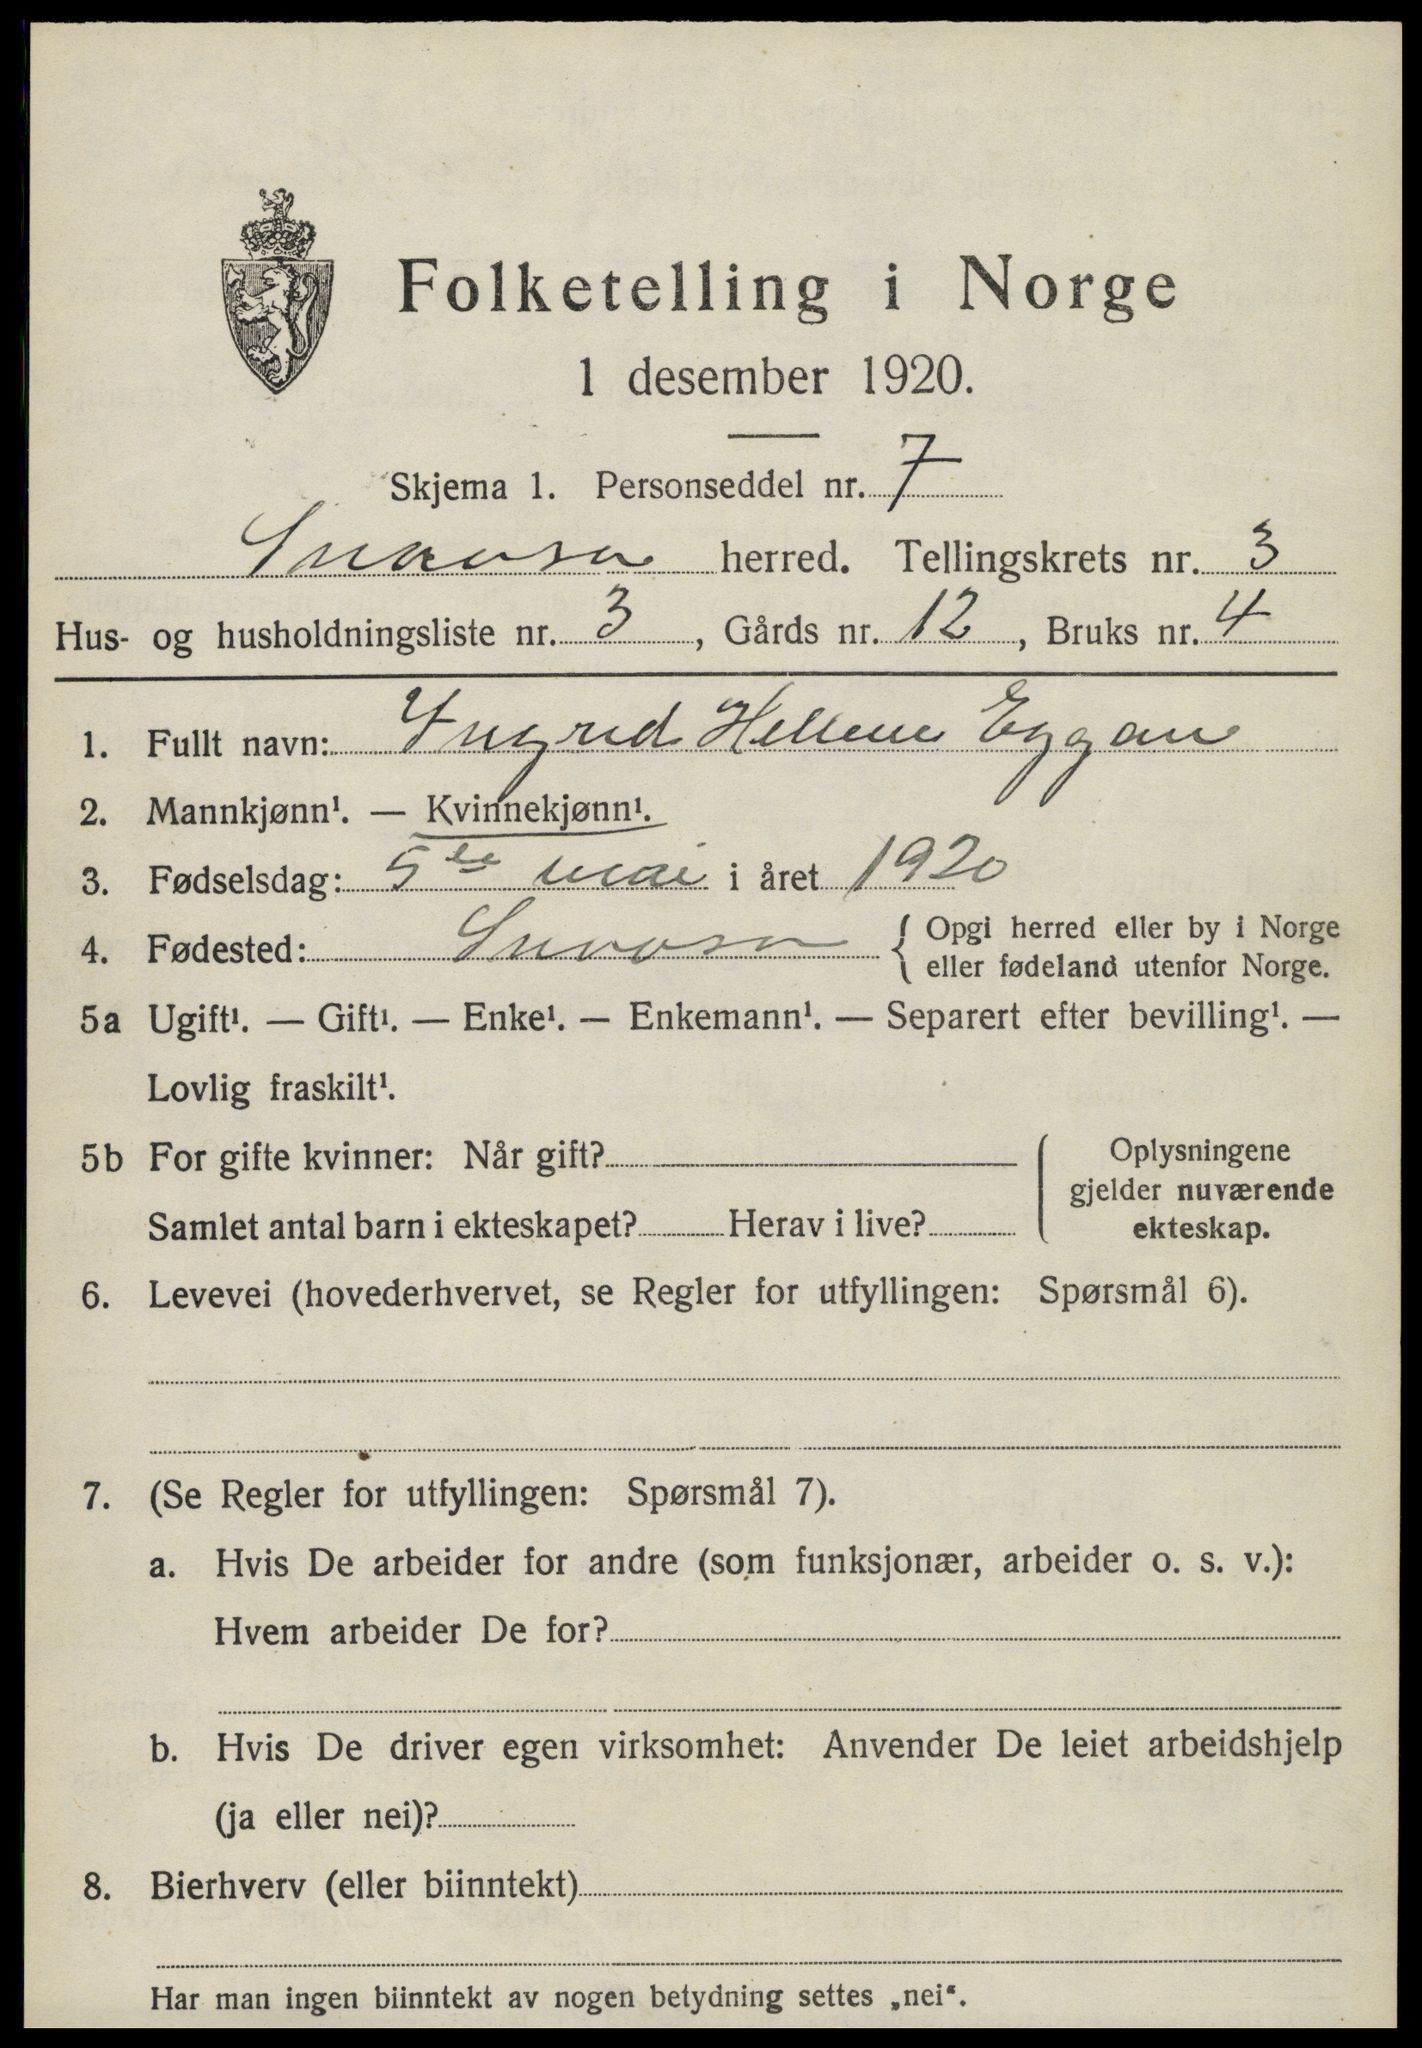 Folketelling i Norge
1 desember 1920.
Skjema 1. Personseddel nr. 7
Snaasa herred. Tellingskrets nr. 3
Hus- og husholdningsliste nr. 3, Gårds nr. 12, Bruks nr. 4
1. Fullt navn: Yngrid Hellene Eggan
2. Mannkjønn¹. — Kvinnekjønn¹.
3. Fødselsdag: 5te mai i året 1920
4. Fødested: Snaasa { Opgi herred eller by i Norge
eller fødeland utenfor Norge.
5a Ugift¹. — Gift¹. — Enke¹. — Enkemann¹. — Separert efter bevilling¹. —
Lovlig fraskilt¹.
5b For gifte kvinner: Når gift?
Samlet antal barn i ekteskapet? Herav i live?
Oplysningene
gjelder nuværende
ekteskap.
6. Levevei (hovederhvervet, se Regler for utfyllingen: Spørsmål 6).
7. (Se Regler for utfyllingen: Spørsmål 7).
a. Hvis De arbeider for andre (som funksjonær, arbeider o. s. v.):
Hvem arbeider De for?
b. Hvis De driver egen virksomhet: Anvender De leiet arbeidshjelp
(ja eller nei)?
8. Bierhverv (eller biinntekt)
Har man ingen biinntekt av nogen betydning settes „nei“.